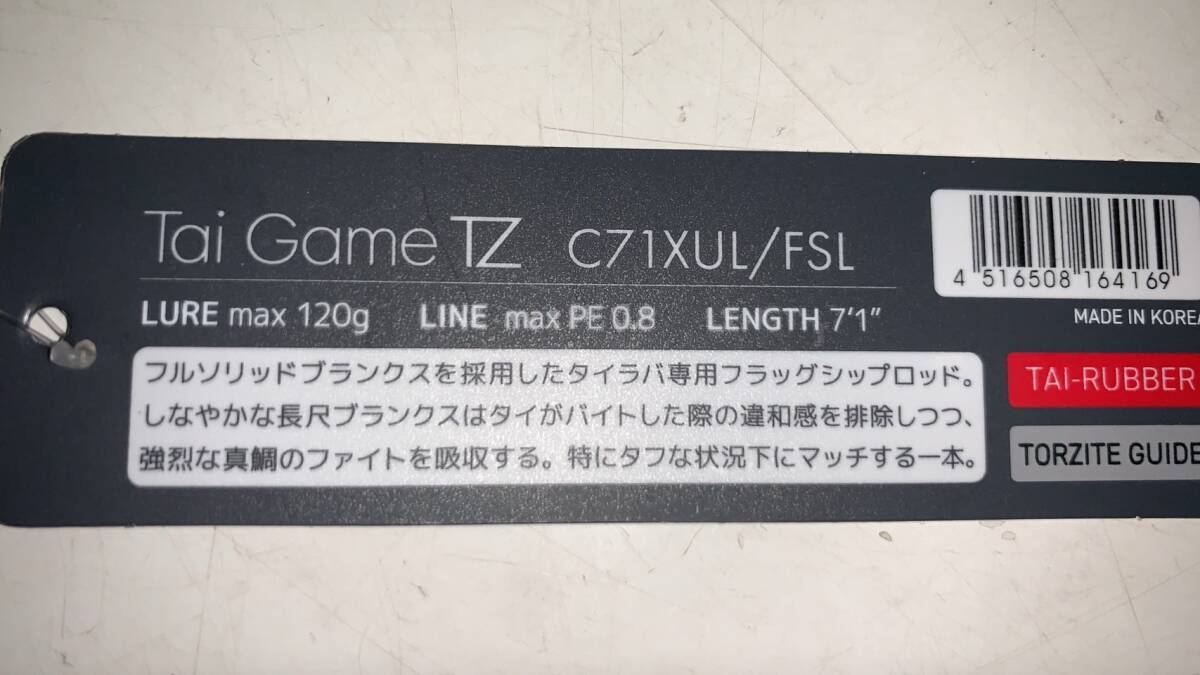 Tai Game TZ C71XUL/FSL
LURE max 120g LINE max PE 0.8 LENGTH 7'1"
フルソリッドブランクスを採用したタイラバ専用フラッグシップロッド。
しなやかな長尺ブランクスはタイがバイトした際の違和感を排除しつつ、
強烈な真鯛のファイトを吸収する。特にタフな状況下にマッチする一本。
4 516508 164169
MADE IN KOREA
TAI-RUBBER
TORZITE GUIDE